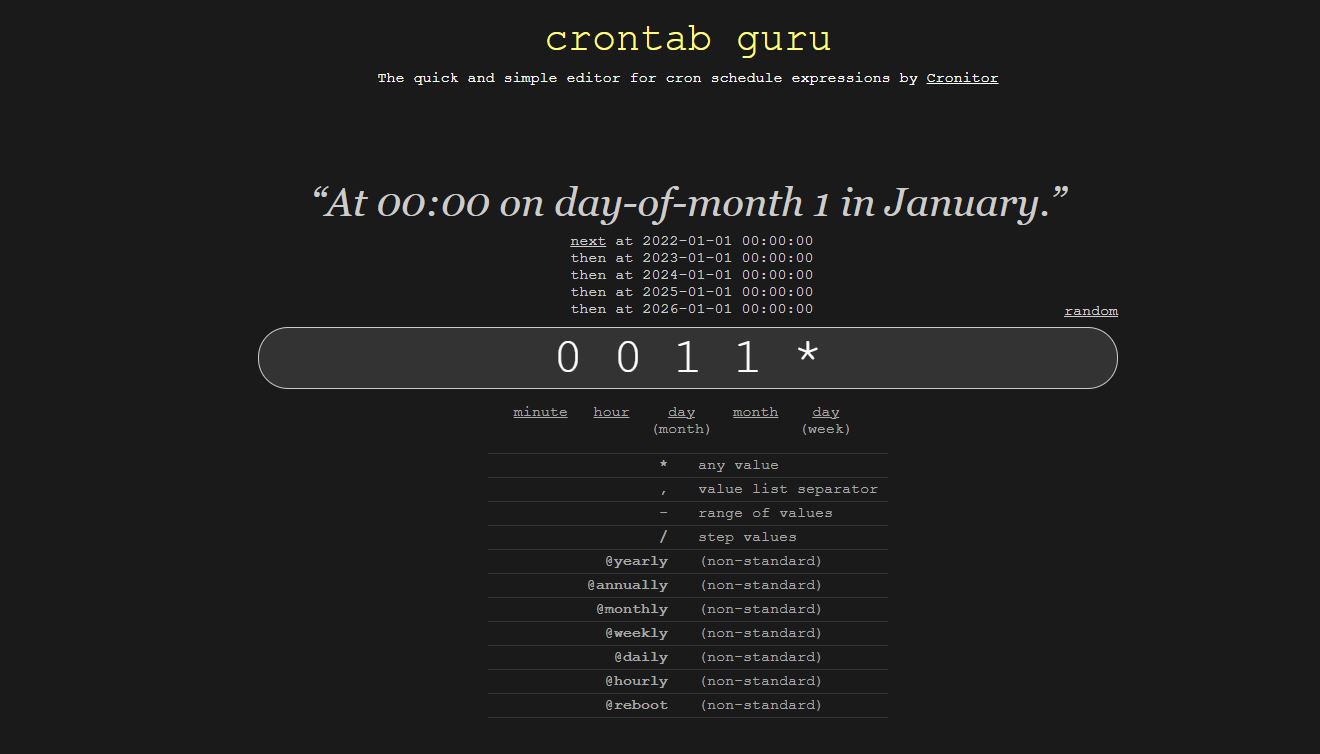 crontab guru
The quick and simple editor for cron schedule expressions by Cronitor
“At 00:00 on day-of-month 1 in January.”
next at 2022-01-01 00:00:00
then at 2023-01-01 00:00:00
then at 2024-01-01 00:00:00
then at 2025-01-01 00:00:00
then at 2026-01-01 00:00:00
random
0 0 1 1 *
minute hour day month day
(month) (week)
* any value
, value list separator
- range of values
/ step values
@yearly (non-standard)
@annually (non-standard)
@monthly (non-standard)
@weekly (non-standard)
@daily (non-standard)
@hourly (non-standard)
@reboot (non-standard)